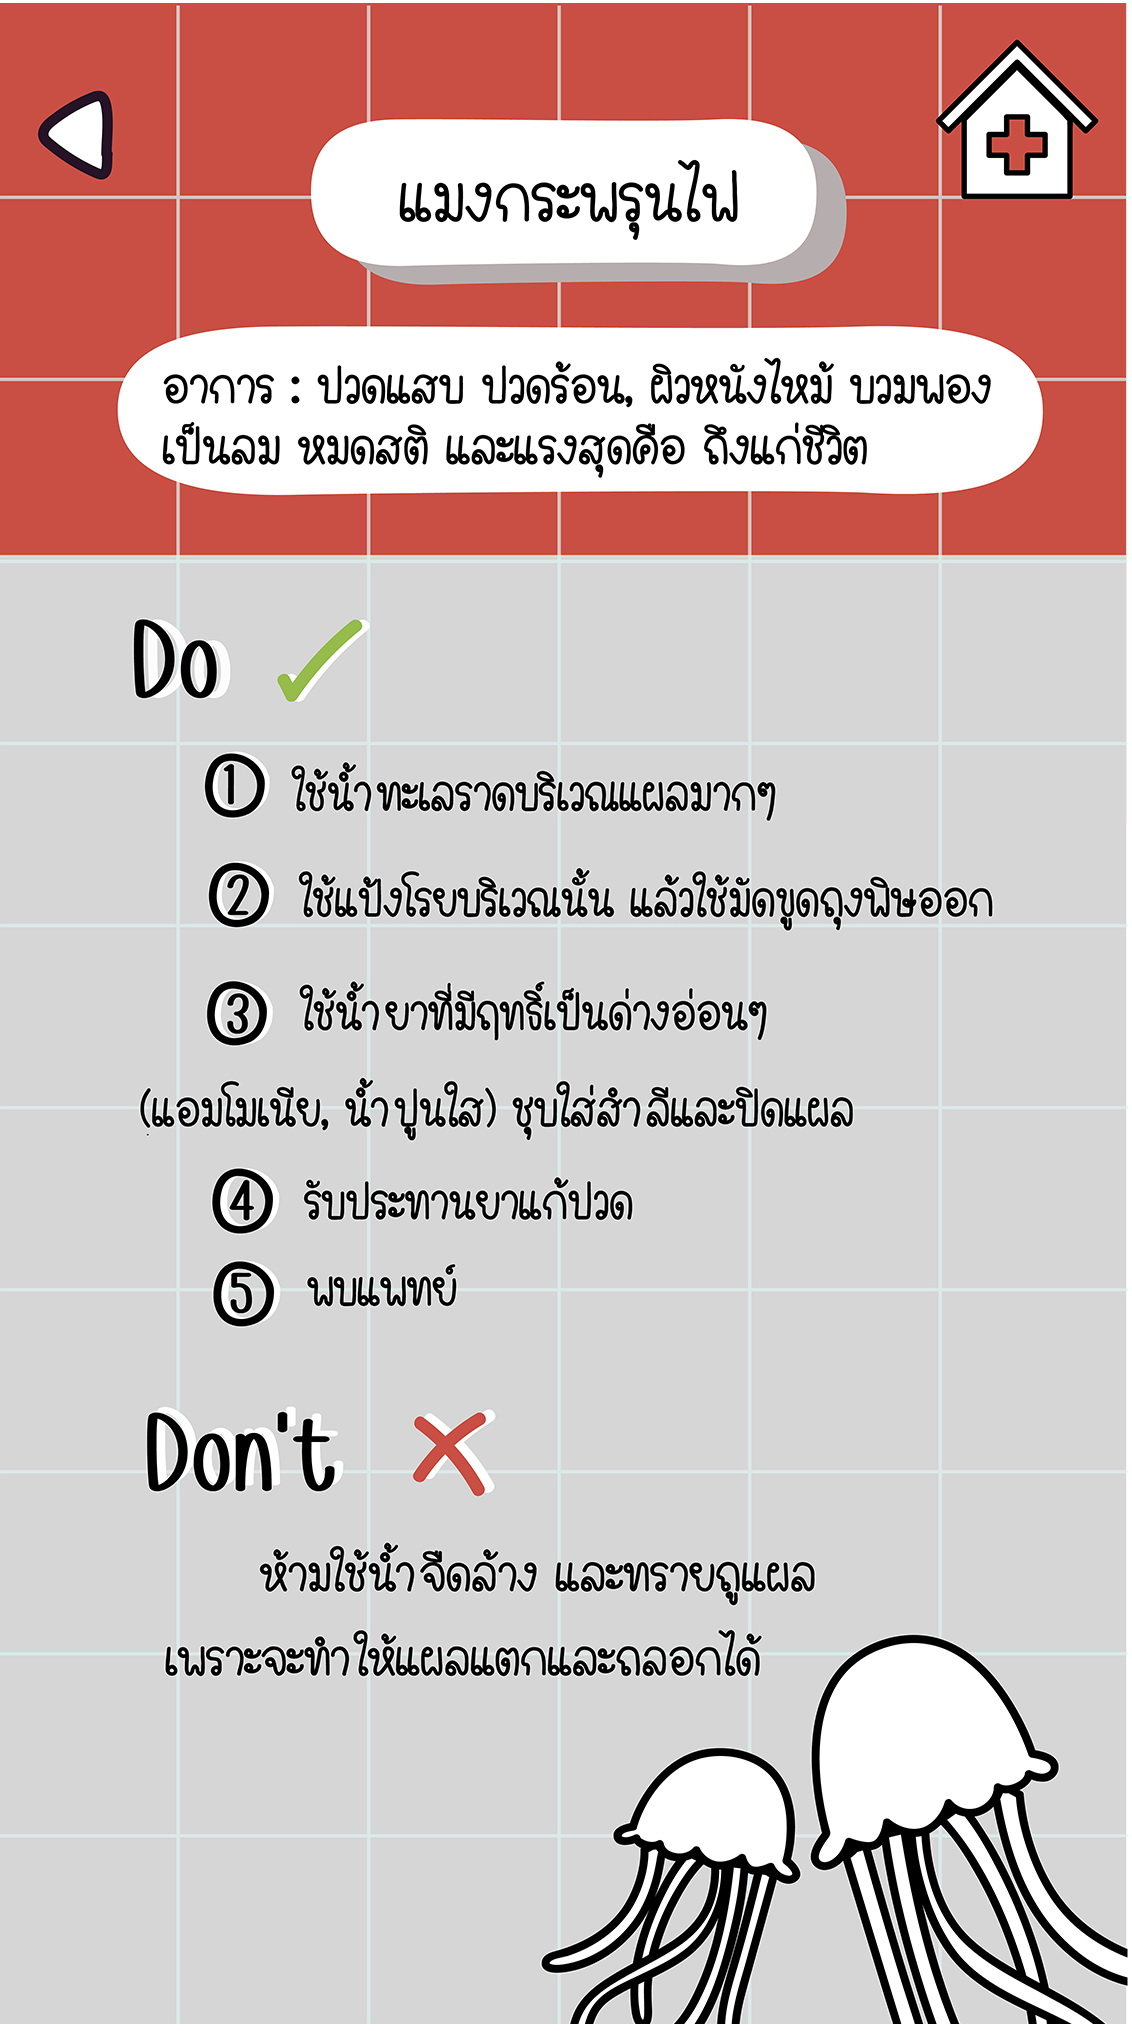 แมงกระพรุนไฟ
อาการ : ปวดแสบ ปวดร้อน, ผิวหนังไหม้ บวมพอง
เป็นลม หมดสติ และแรงสุดคือ ถึงแก่ชีวิต
Do
1 ใช้น้ำทะเลราดบริเวณแผลมากๆ
2 ใช้แป้งโรยบริเวณนั้น แล้วใช้มัดขูดถุงพิษออก
3 ใช้น้ำยาที่มีฤทธิ์เป็นด่างอ่อนๆ
(แอมโมเนีย, น้ำปูนใส) ชุบใส่สำลีและปิดแผล
4 รับประทานยาแก้ปวด
5 พบแพทย์
Don't
ห้ามใช้น้ำจืดล้าง และทรายถูแผล
เพราะจะทำให้แผลแตกและถลอกได้